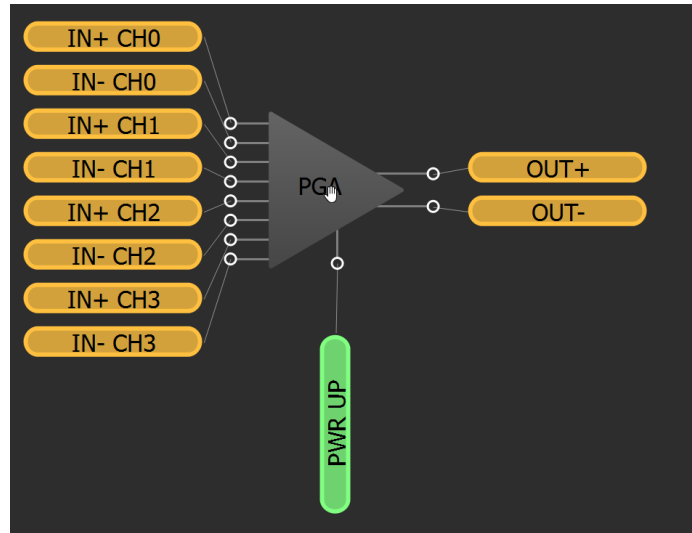 IN+ CH0
IN- CH0
IN+ CH1
IN- CH1
IN+ CH2
IN- CH2
IN+ CH3
IN- CH3
PGA
OUT+
OUT-
PWR UP